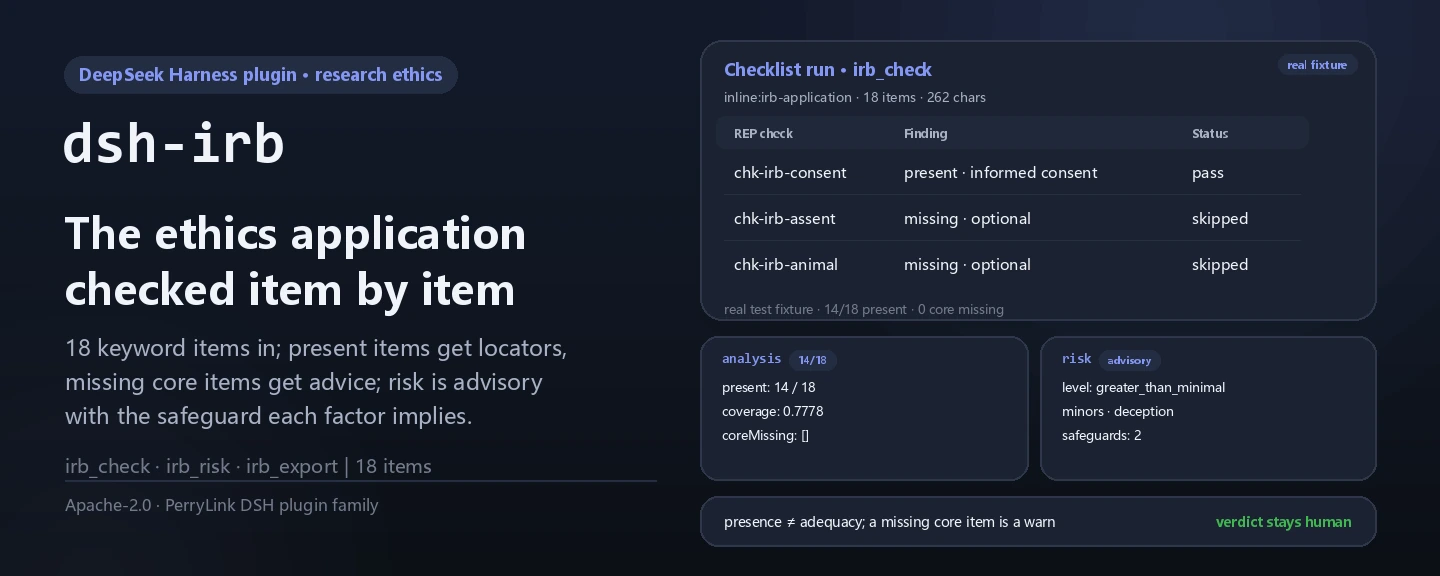 DeepSeek Harness plugin • research ethics
dsh-irb
The ethics application
checked item by item
18 keyword items in; present items get locators,
missing core items get advice; risk is advisory
with the safeguard each factor implies.
irb_check · irb_risk · irb_export | 18 items
Apache-2.0 · PerryLink DSH plugin family
Checklist run • irb_check
real fixture
inline:irb-application · 18 items · 262 chars
REP check Finding Status
chk-irb-consent present · informed consent pass
chk-irb-assent missing · optional skipped
chk-irb-animal missing · optional skipped
real test fixture · 14/18 present · 0 core missing
analysis 14/18
present: 14 / 18
coverage: 0.7778
coreMissing: []
risk advisory
level: greater_than_minimal
minors · deception
safeguards: 2
presence ≠ adequacy; a missing core item is a warn
verdict stays human